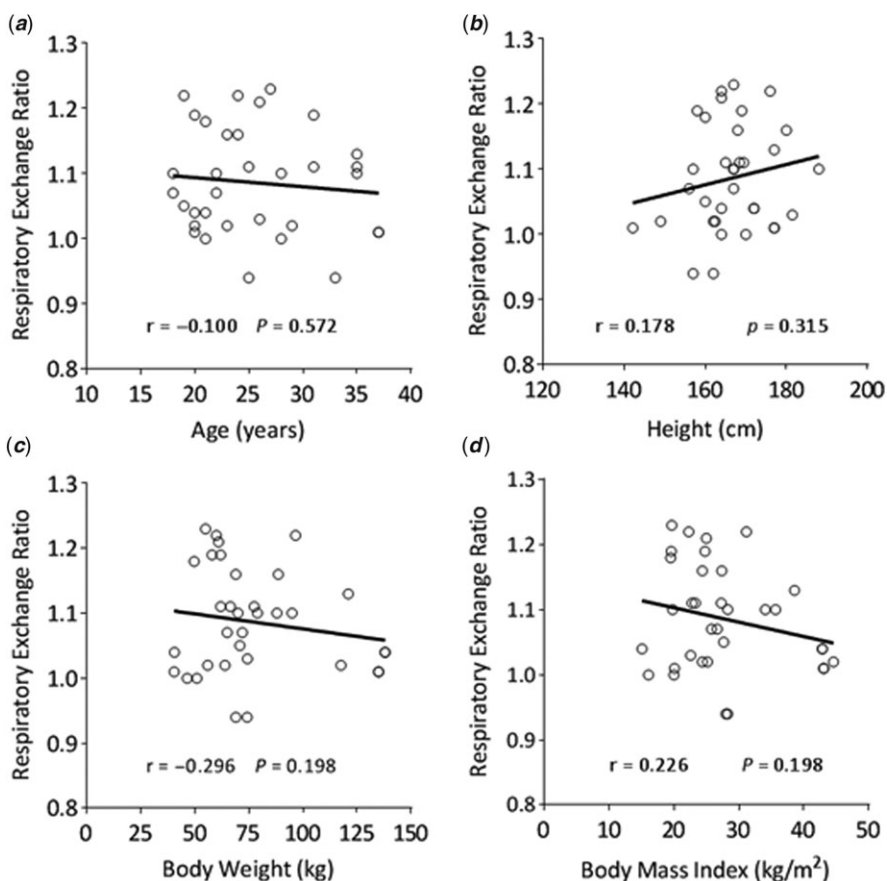 (a)
Respiratory Exchange Ratio
1.3
1.2
1.1
1.0
0.9
0.8
r = −0.100 P = 0.572
10 15 20 25 30 35 40
Age (years)
(b)
Respiratory Exchange Ratio
1.3
1.2
1.1
1.0
0.9
0.8
r = 0.178 p = 0.315
120 140 160 180 200
Height (cm)
(c)
Respiratory Exchange Ratio
1.3
1.2
1.1
1.0
0.9
0.8
r = −0.296 P = 0.198
0 25 50 75 100 125 150
Body Weight (kg)
(d)
Respiratory Exchange Ratio
1.3
1.2
1.1
1.0
0.9
0.8
r = 0.226 P = 0.198
0 10 20 30 40 50
Body Mass Index (kg/m²)